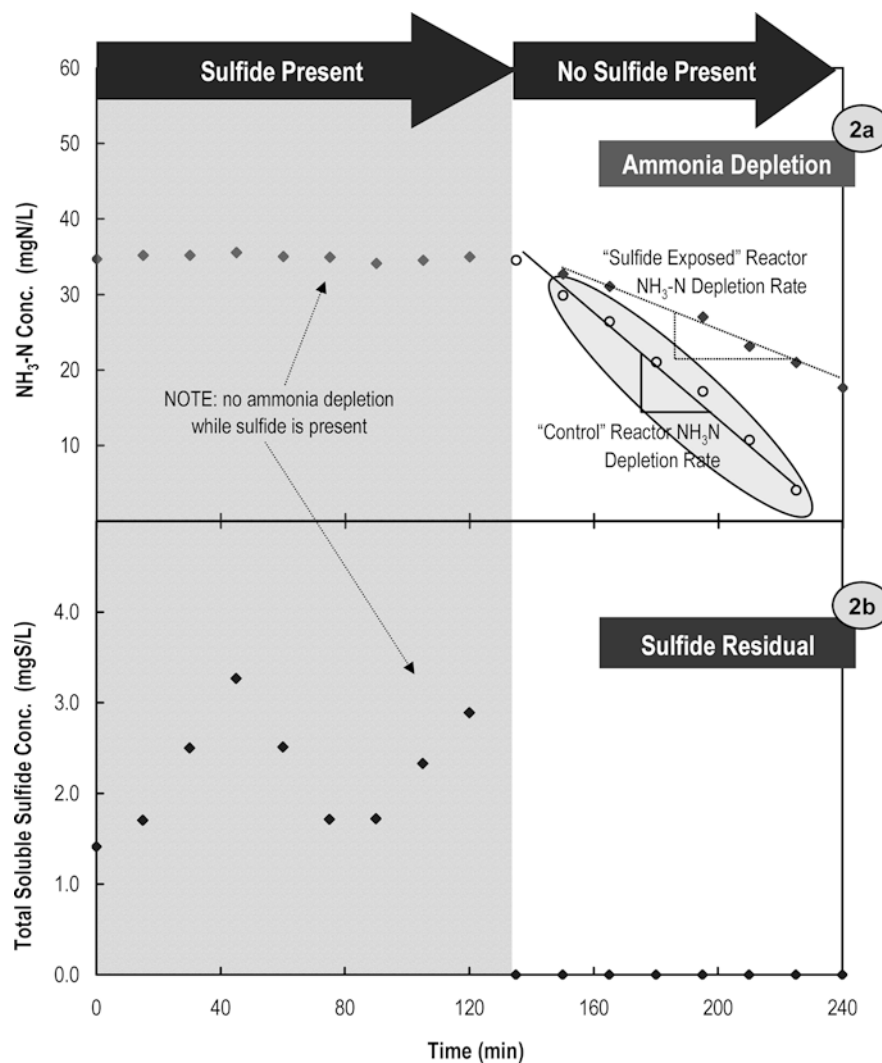 Sulfide Present
No Sulfide Present
60
50
40
30
20
10
NH3-N Conc. (mgN/L)
2a
Ammonia Depletion
“Sulfide Exposed” Reactor
NH3-N Depletion Rate
NOTE: no ammonia depletion
while sulfide is present
“Control” Reactor NH3N
Depletion Rate
2b
Sulfide Residual
4.0
3.0
2.0
1.0
0.0
Total Soluble Sulfide Conc. (mgS/L)
0 40 80 120 160 200 240
Time (min)